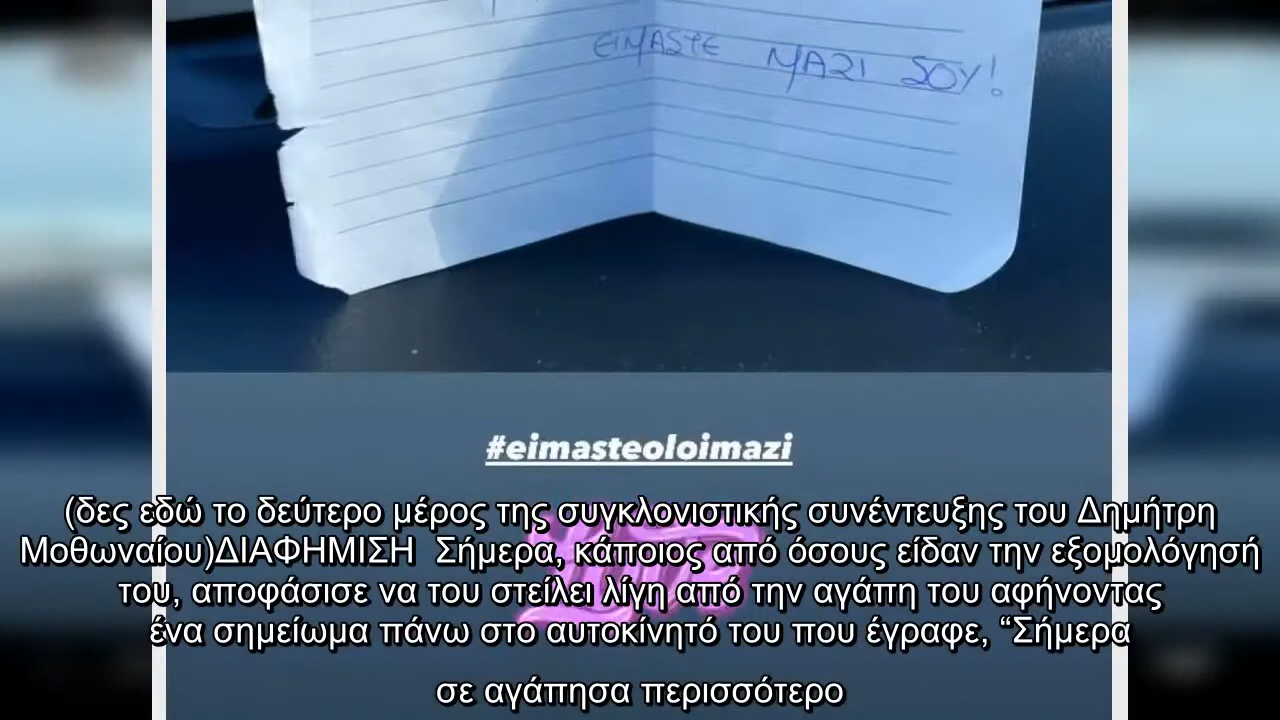 ΕΙΜΑΣΤΕ ΜΑΖΙ ΣΟΥ!
#eimasteoloimazi
(δες εδώ το δεύτερο μέρος της συγκλονιστικής συνέντευξης του Δημήτρη
Μοθωναίου)ΔΙΑΦΗΜΙΣΗ Σήμερα, κάποιος από όσους είδαν την εξομολόγησή
του, αποφάσισε να του στείλει λίγη από την αγάπη του αφήνοντας
ένα σημείωμα πάνω στο αυτοκίνητό του που έγραφε, “Σήμερα
σε αγάπησα περισσότερο